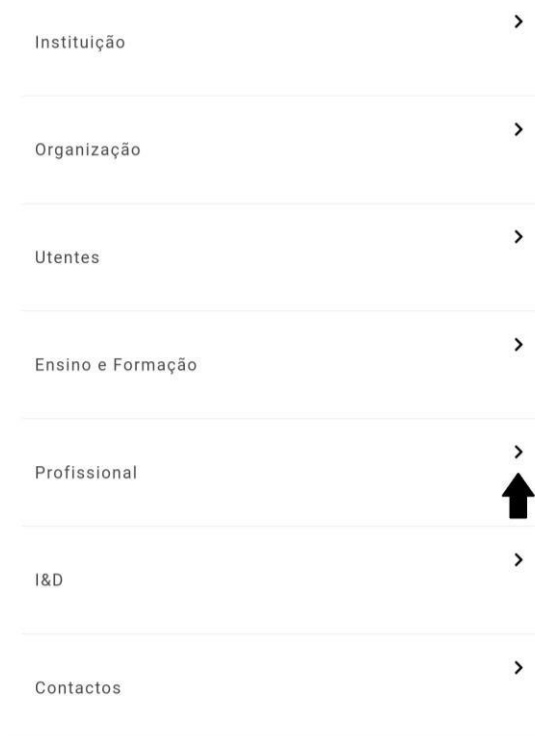 Instituição
Organização
Utentes
Ensino e Formação
Profissional
I&D
Contactos